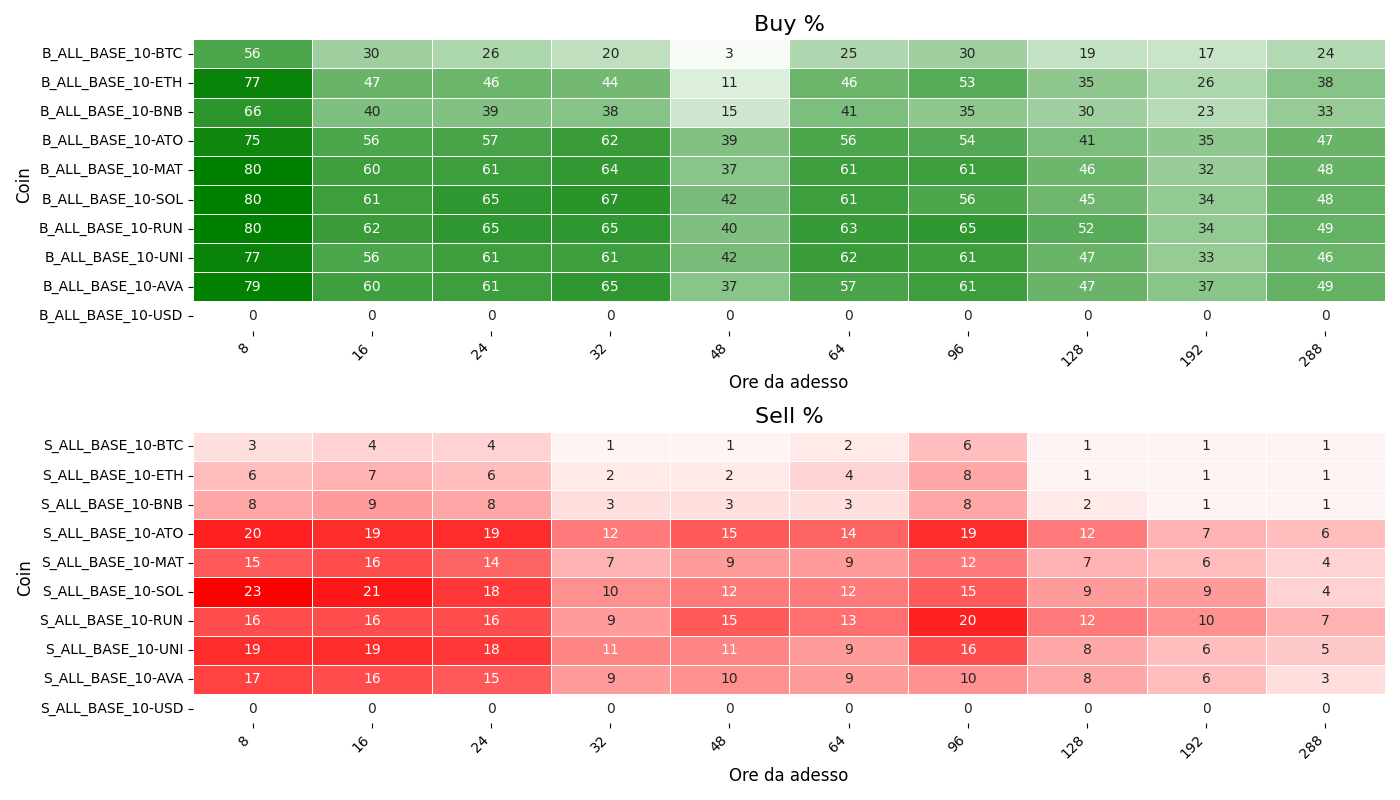 Buy %
Coin
B_ALL_BASE_10-BTC 56 30 26 20 3 25 30 19 17 24
B_ALL_BASE_10-ETH 77 47 46 44 11 46 53 35 26 38
B_ALL_BASE_10-BNB 66 40 39 38 15 41 35 30 23 33
B_ALL_BASE_10-ATO 75 56 57 62 39 56 54 41 35 47
B_ALL_BASE_10-MAT 80 60 61 64 37 61 61 46 32 48
B_ALL_BASE_10-SOL 80 61 65 67 42 61 56 45 34 48
B_ALL_BASE_10-RUN 80 62 65 65 40 63 65 52 34 49
B_ALL_BASE_10-UNI 77 56 61 61 42 62 61 47 33 46
B_ALL_BASE_10-AVA 79 60 61 65 37 57 61 47 37 49
B_ALL_BASE_10-USD 0 0 0 0 0 0 0 0 0 0
8 16 24 32 48 64 96 128 192 288
Ore da adesso
Sell %
Coin
S_ALL_BASE_10-BTC 3 4 4 1 1 2 6 1 1 1
S_ALL_BASE_10-ETH 6 7 6 2 2 4 8 1 1 1
S_ALL_BASE_10-BNB 8 9 8 3 3 3 8 2 1 1
S_ALL_BASE_10-ATO 20 19 19 12 15 14 19 12 7 6
S_ALL_BASE_10-MAT 15 16 14 7 9 9 12 7 6 4
S_ALL_BASE_10-SOL 23 21 18 10 12 12 15 9 9 4
S_ALL_BASE_10-RUN 16 16 16 9 15 13 20 12 10 7
S_ALL_BASE_10-UNI 19 19 18 11 11 9 16 8 6 5
S_ALL_BASE_10-AVA 17 16 15 9 10 9 10 8 6 3
S_ALL_BASE_10-USD 0 0 0 0 0 0 0 0 0 0
8 16 24 32 48 64 96 128 192 288
Ore da adesso